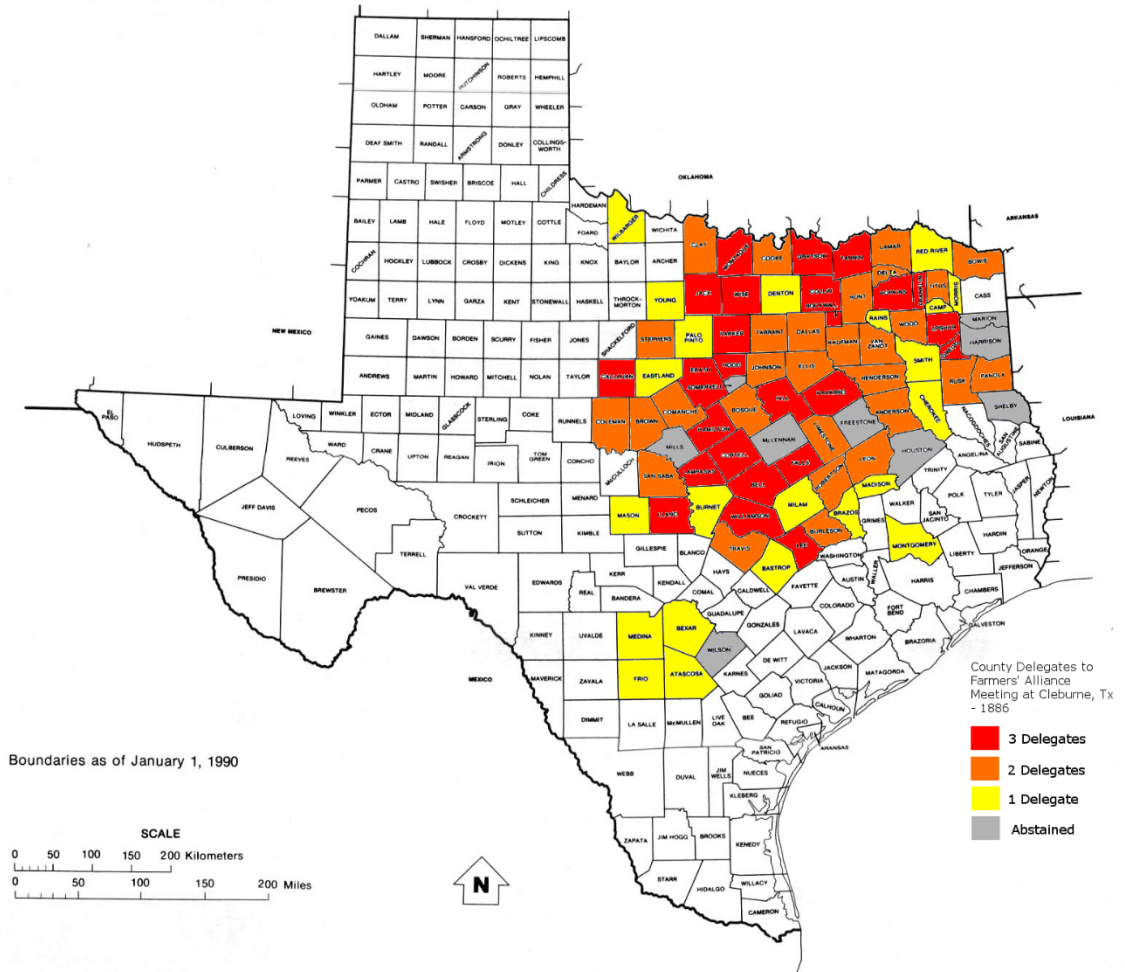 DALLAM SHERMAN HANSFORD OCHILTREE LIPSCOMB
HARTLEY MOORE HUTCHINSON ROBERTS HEMPHILL
OLDHAM POTTER CARSON GRAY WHEELER
DEAF SMITH RANDALL ARMSTRONG DONLEY COLLINGS-
WORTH
PARMER CASTRO SWISHER BRISCOE HALL CHILDRESS
OKLAHOMA
ARKANSAS
BAILEY LAMB HALE FLOYD MOTLEY COTTLE HARDEMAN
FOARD WILBARGER WICHITA CLAY COOKE LAMAR RED RIVER BOWIE
COCHRAN HOCKLEY LUBBOCK CROSBY DICKENS KING KNOX BAYLOR ARCHER GRAYSON FANNIN DELTA
YOAKUM TERRY LYNN GARZA KENT STONEWALL HASKELL THROCK-
MORTON YOUNG JACK WISE DENTON COLLIN ROCKWALL HUNT HOPKINS FRANKLIN TITUS CAMP MORRIS CASS
NEW MEXICO
GAINES DAWSON BORDEN SCURRY FISHER JONES SHACKELFORD STEPHENS PALO
PINTO PARKER TARRANT DALLAS KAUFMAN RAINS VAN
ZANDT WOOD UPSHUR MARION HARRISON
ANDREWS MARTIN HOWARD MITCHELL NOLAN TAYLOR CALLAHAN EASTLAND ERATH HOOD SOMERVELL JOHNSON ELLIS HENDERSON SMITH RUSK PANOLA
EL
PASO HUDSPETH CULBERSON REEVES LOVING WINKLER ECTOR MIDLAND GLASSCOCK STERLING COKE RUNNELS COLEMAN BROWN COMANCHE BOSQUE HILL NAVARRO ANDERSON CHEROKEE NACOGDOCHES SHELBY
LOUISIANA
WARD CRANE UPTON REAGAN IRION TOM
GREEN CONCHO McCULLOCH MILLS HAMILTON McLENNAN LIMESTONE FREESTONE HOUSTON ANGELINA SAN
AUGUSTINE SABINE
JEFF DAVIS PECOS CROCKETT SCHLEICHER MENARD SAN SABA LAMPASAS CORYELL BELL FALLS ROBERTSON LEON MADISON TRINITY POLK TYLER JASPER NEWTON
PRESIDIO BREWSTER TERRELL SUTTON KIMBLE MASON LLANO BURNET WILLIAMSON MILAM BRAZOS GRIMES WALKER SAN
JACINTO HARDIN
VAL VERDE EDWARDS KERR GILLESPIE BLANCO TRAVIS LEE BURLESON WASHINGTON MONTGOMERY LIBERTY ORANGE
REAL BANDERA KENDALL HAYS COMAL CALDWELL BASTROP FAYETTE AUSTIN WALLER HARRIS CHAMBERS JEFFERSON
KINNEY UVALDE MEDINA BEXAR GUADALUPE GONZALES COLORADO FORT
BEND GALVESTON
MEXICO
MAVERICK ZAVALA FRIO ATASCOSA WILSON KARNES DE WITT LAVACA WHARTON BRAZORIA
DIMMIT LA SALLE McMULLEN LIVE
OAK BEE GOLIAD VICTORIA JACKSON MATAGORDA
CALHOUN REFUGIO ARANSAS
WEBB DUVAL JIM
WELLS SAN
PATRICIO NUECES
KLEBERG
ZAPATA JIM HOGG BROOKS KENEDY
STARR HIDALGO WILLACY
CAMERON
County Delegates to
Farmers' Alliance
Meeting at Cleburne, Tx
- 1886
3 Delegates
2 Delegates
1 Delegate
Abstained
Boundaries as of January 1, 1990
SCALE
0 50 100 150 200 Kilometers
0 50 100 150 200 Miles
N